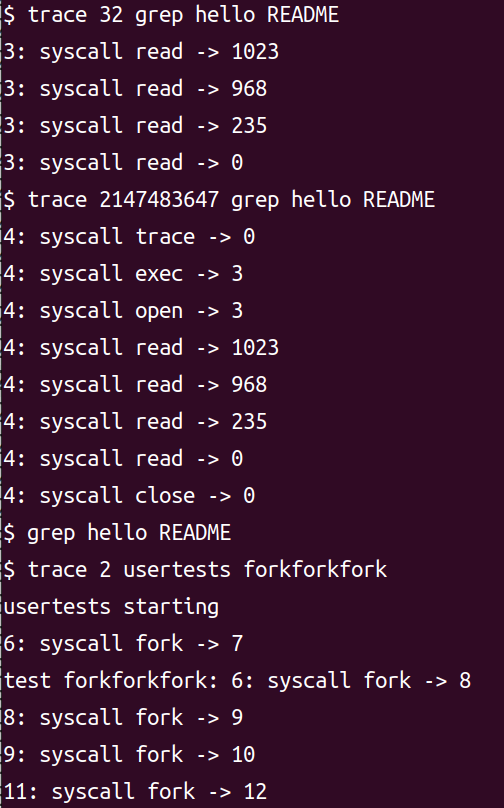 $ trace 32 grep hello README
3: syscall read -> 1023
3: syscall read -> 968
3: syscall read -> 235
3: syscall read -> 0
$ trace 2147483647 grep hello README
4: syscall trace -> 0
4: syscall exec -> 3
4: syscall open -> 3
4: syscall read -> 1023
4: syscall read -> 968
4: syscall read -> 235
4: syscall read -> 0
4: syscall close -> 0
$ grep hello README
$ trace 2 usertests forkforkfork
usertests starting
6: syscall fork -> 7
test forkforkfork: 6: syscall fork -> 8
8: syscall fork -> 9
9: syscall fork -> 10
11: syscall fork -> 12